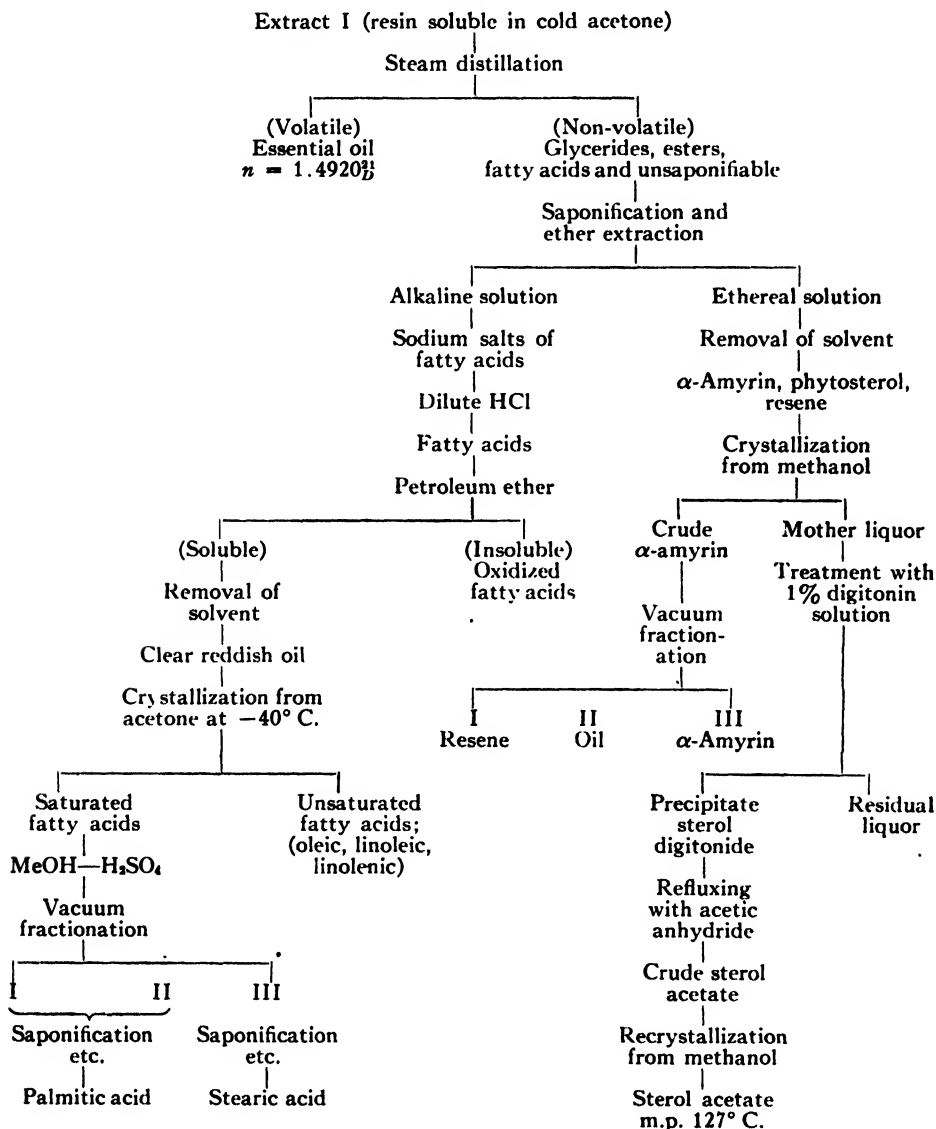 Extract I (resin soluble in cold acetone)
Steam distillation
(Volatile)
Essential oil
n = 1.4920²¹_D
(Non-volatile)
Glycerides, esters,
fatty acids and unsaponifiable
Saponification and
ether extraction
Alkaline solution
Sodium salts of
fatty acids
Dilute HCl
Fatty acids
Petroleum ether
Ethereal solution
Removal of solvent
α-Amyrin, phytosterol,
resene
Crystallization
from methanol
(Soluble)
Removal of
solvent
Clear reddish oil
Crystallization from
acetone at −40° C.
(Insoluble)
Oxidized
fatty acids
Crude
α-amyrin
Vacuum
fraction-
ation
I
Resene
II
Oil
III
α-Amyrin
Mother liquor
Treatment with
1% digitonin
solution
Saturated
fatty acids
MeOH—H₂SO₄
Vacuum
fractionation
Unsaturated
fatty acids;
(oleic, linoleic,
linolenic)
I
II
III
Saponification
etc.
Palmitic acid
Saponification
etc.
Stearic acid
Precipitate
sterol
digitonide
Refluxing
with acetic
anhydride
Crude sterol
acetate
Recrystallization
from methanol
Sterol acetate
m.p. 127° C.
Residual
liquor